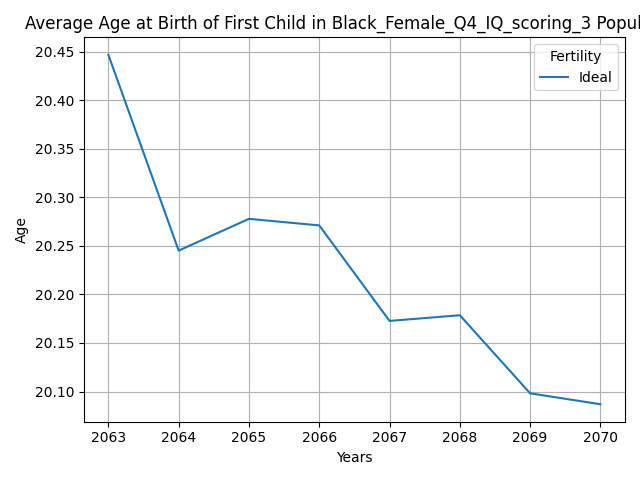 Average Age at Birth of First Child in Black_Female_Q4_IQ_scoring_3 Popul
Fertility
Ideal
20.45
20.40
20.35
20.30
20.25
20.20
20.15
20.10
Age
2063 2064 2065 2066 2067 2068 2069 2070
Years